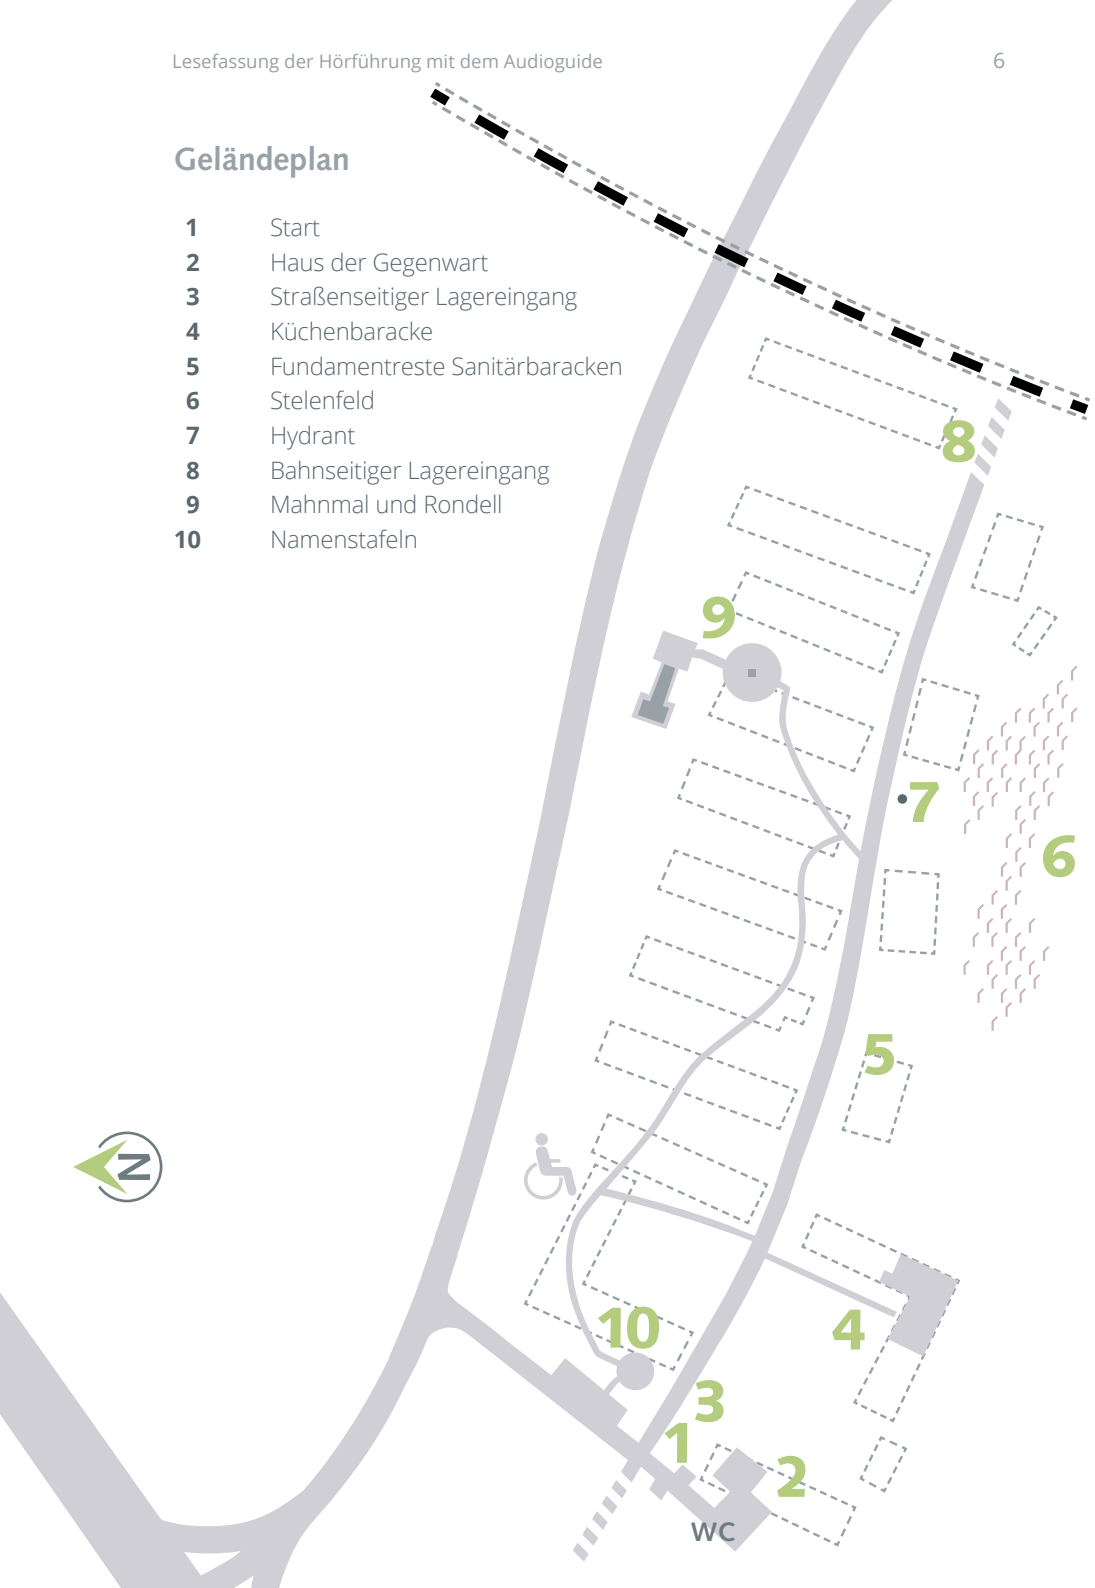 Lesefassung der Hörführung mit dem Audioguide 6
Geländeplan
1 Start
2 Haus der Gegenwart
3 Straßenseitiger Lagereingang
4 Küchenbaracke
5 Fundamentreste Sanitärbaracken
6 Stelenfeld
7 Hydrant
8 Bahnseitiger Lagereingang
9 Mahnmal und Rondell
10 Namenstafeln
8
9
7
6
5
N
10
4
3
1
2
WC